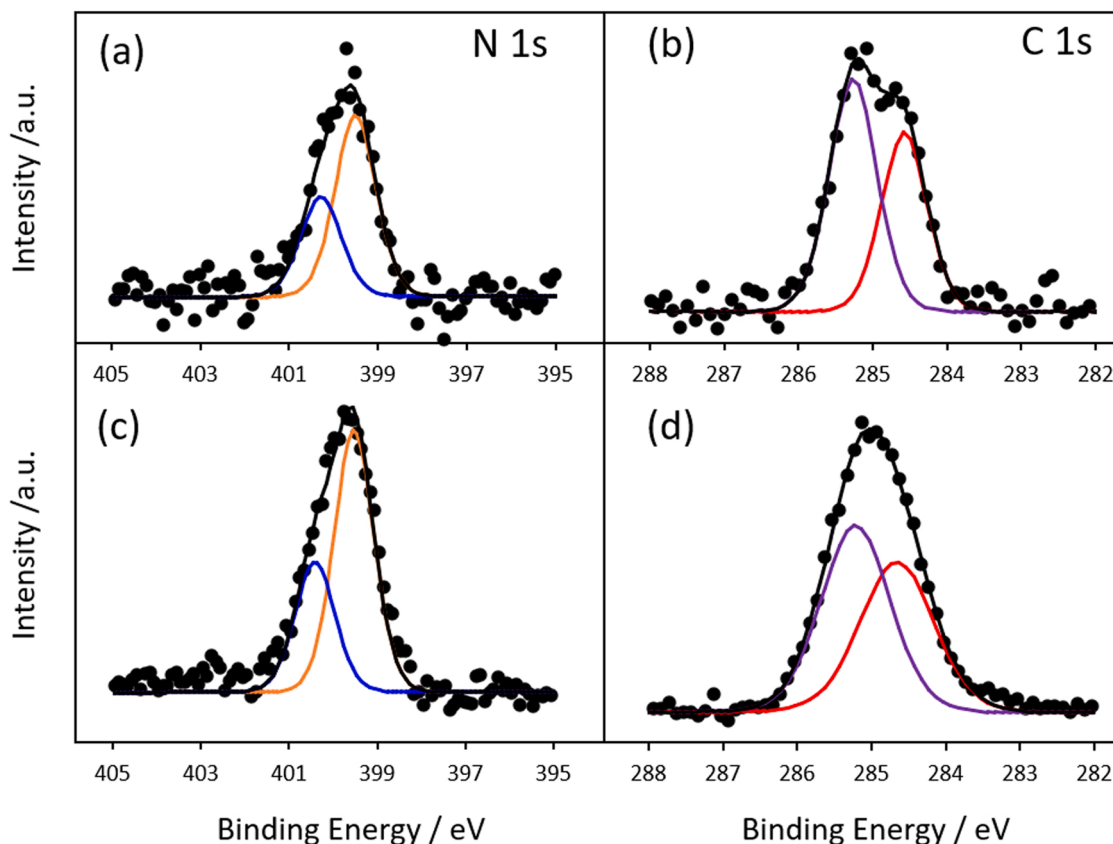 (a) N 1s
(b) C 1s
Intensity /a.u.
405 403 401 399 397 395
288 287 286 285 284 283 282
(c)
(d)
Intensity /a.u.
405 403 401 399 397 395
288 287 286 285 284 283 282
Binding Energy / eV
Binding Energy / eV